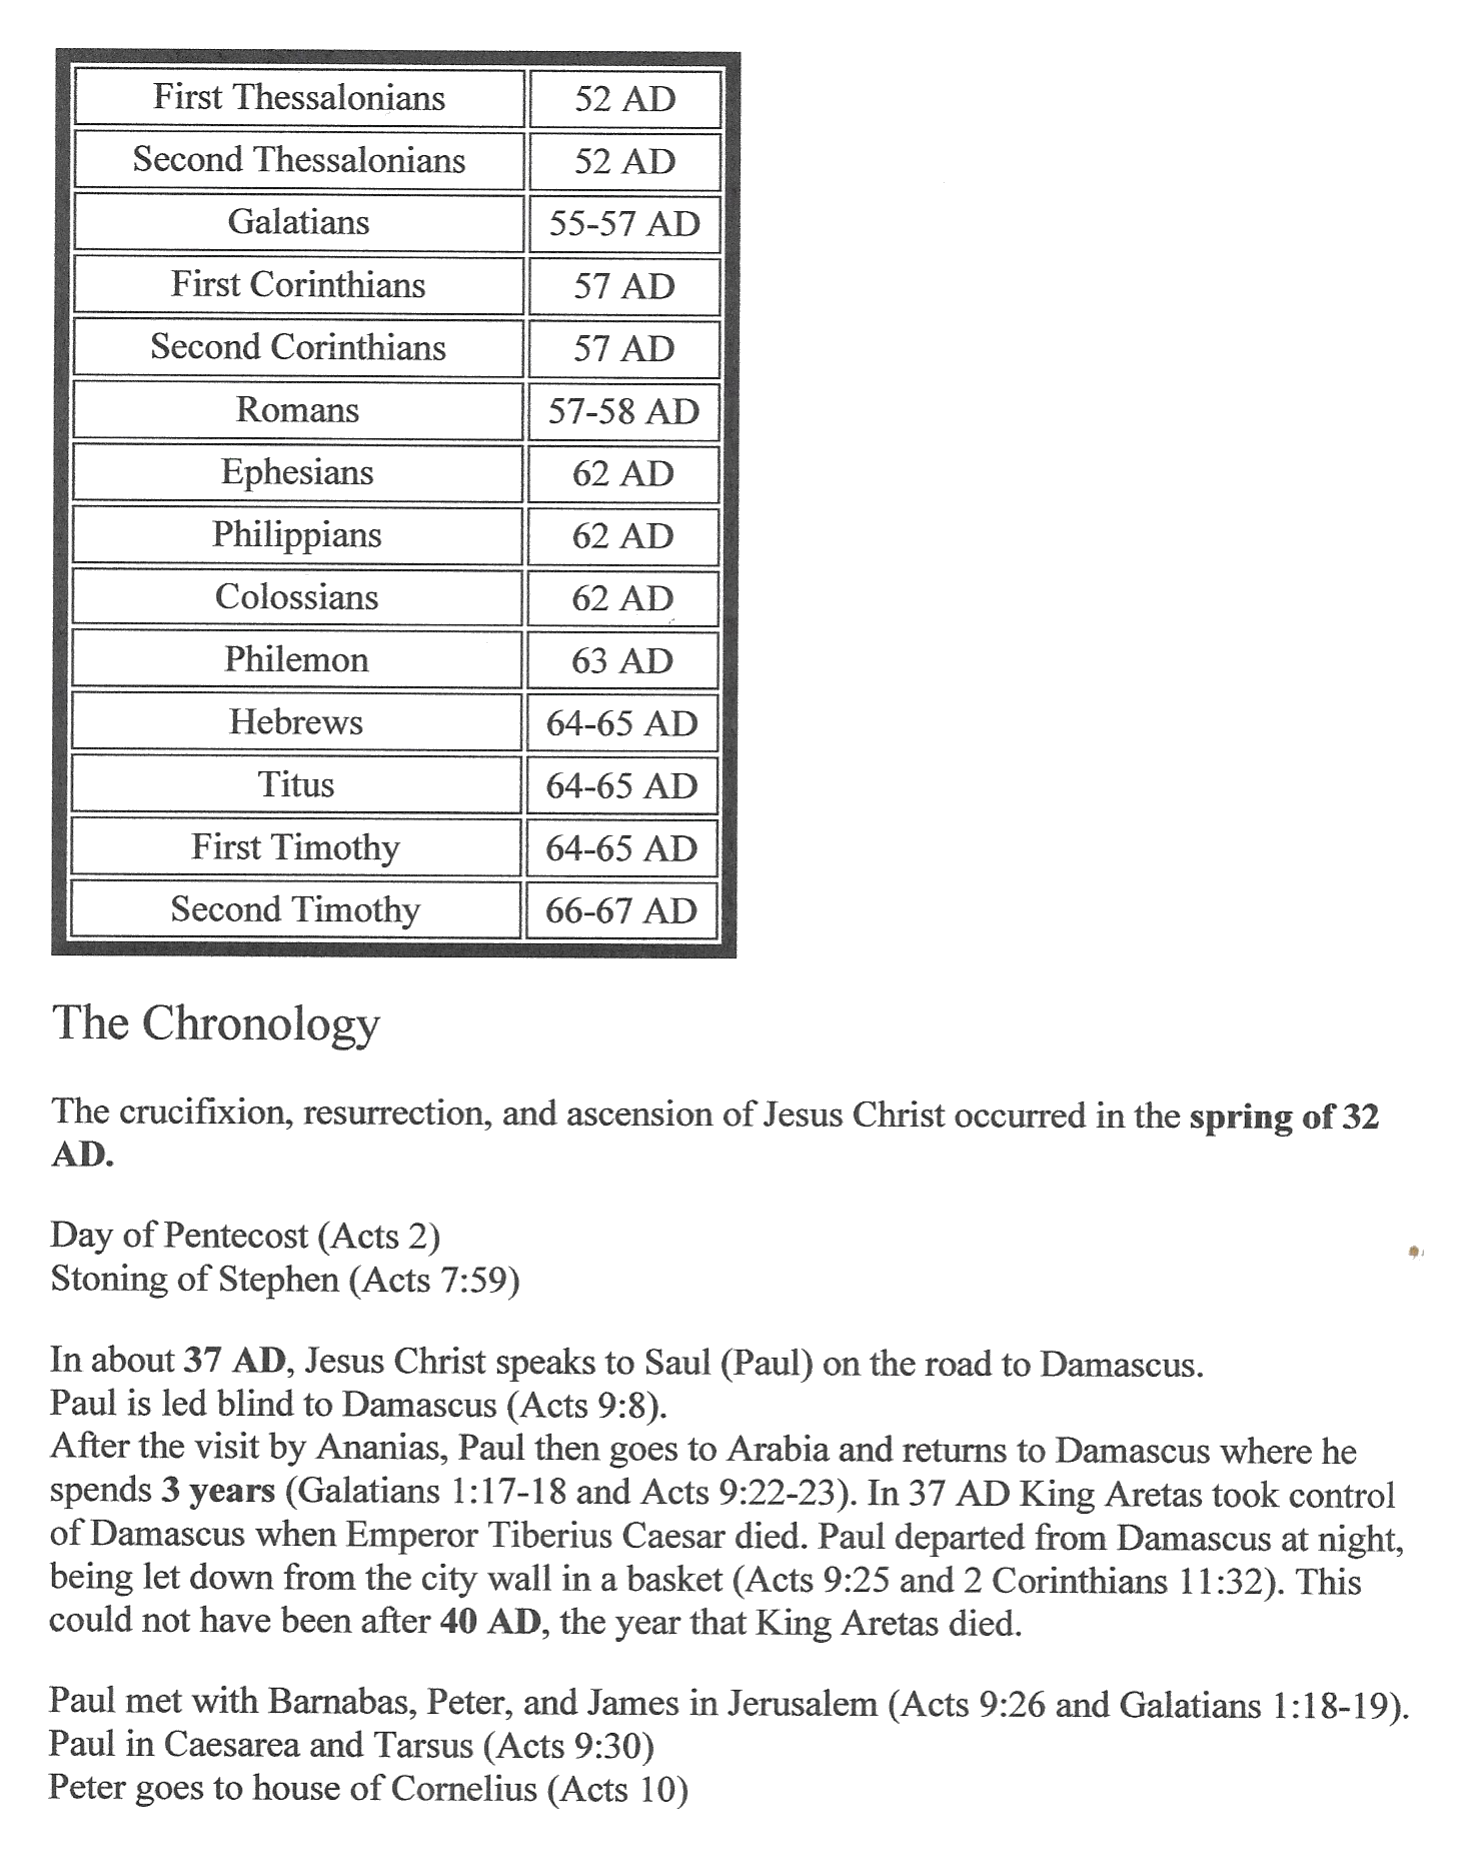 First Thessalonians 52 AD
Second Thessalonians 52 AD
Galatians 55-57 AD
First Corinthians 57 AD
Second Corinthians 57 AD
Romans 57-58 AD
Ephesians 62 AD
Philippians 62 AD
Colossians 62 AD
Philemon 63 AD
Hebrews 64-65 AD
Titus 64-65 AD
First Timothy 64-65 AD
Second Timothy 66-67 AD
The Chronology
The crucifixion, resurrection, and ascension of Jesus Christ occurred in the spring of 32
AD.
Day of Pentecost (Acts 2)
Stoning of Stephen (Acts 7:59)
In about 37 AD, Jesus Christ speaks to Saul (Paul) on the road to Damascus.
Paul is led blind to Damascus (Acts 9:8).
After the visit by Ananias, Paul then goes to Arabia and returns to Damascus where he
spends 3 years (Galatians 1:17-18 and Acts 9:22-23). In 37 AD King Aretas took control
of Damascus when Emperor Tiberius Caesar died. Paul departed from Damascus at night,
being let down from the city wall in a basket (Acts 9:25 and 2 Corinthians 11:32). This
could not have been after 40 AD, the year that King Aretas died.
Paul met with Barnabas, Peter, and James in Jerusalem (Acts 9:26 and Galatians 1:18-19).
Paul in Caesarea and Tarsus (Acts 9:30)
Peter goes to house of Cornelius (Acts 10)